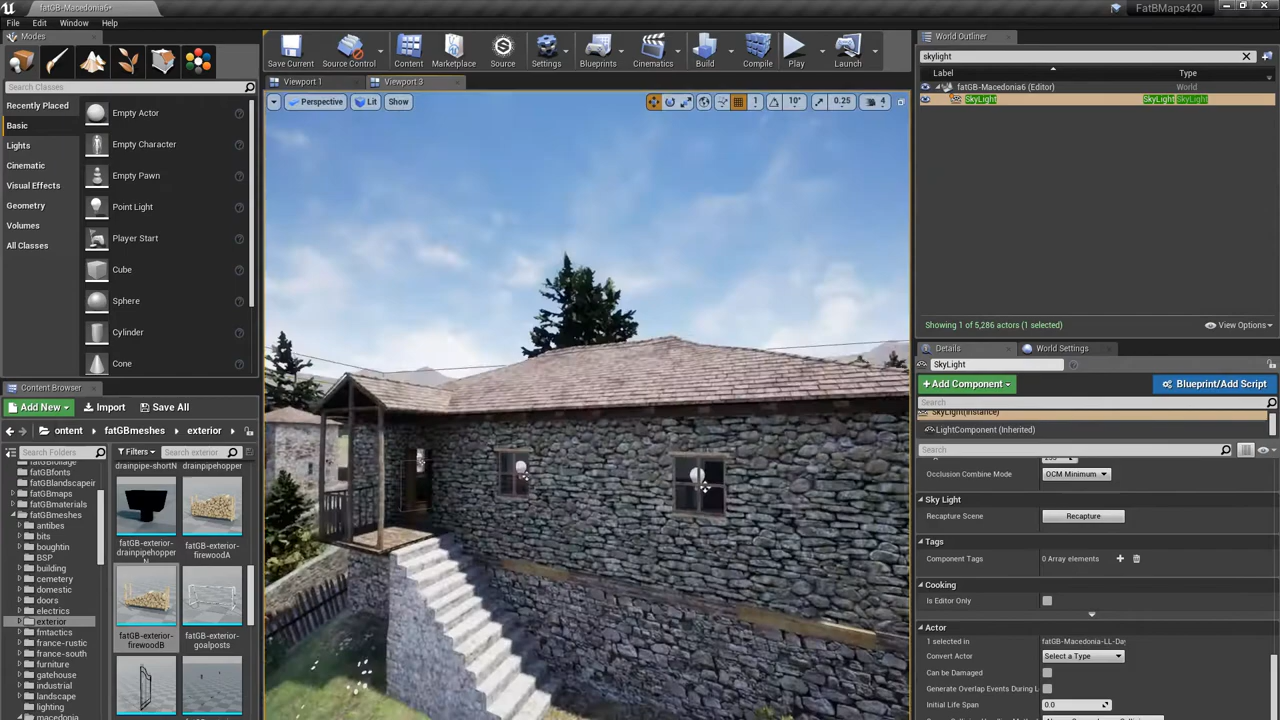 fatGB-Macedonia6*
FatBMaps420
File Edit Window Help
Modes
Search Classes
Recently Placed
Basic
Lights
Cinematic
Visual Effects
Geometry
Volumes
All Classes
Empty Actor
Empty Character
Empty Pawn
Point Light
Player Start
Cube
Sphere
Cylinder
Cone
Save Current
Source Control
Content
Marketplace
Source
Settings
Blueprints
Cinematics
Build
Compile
Play
Launch
Viewport 1
Viewport 3
Perspective
Lit
Show
1
10°
0.25
4
World Outliner
skylight
Label
Type
fatGB-Macedonia6 (Editor)
World
SkyLight
SkyLight SkyLight
Showing 1 of 5,286 actors (1 selected)
View Options
Details
World Settings
SkyLight
+Add Component
Blueprint/Add Script
Search
SkyLight(Instance)
LightComponent (Inherited)
Search
Occlusion Combine Mode
OCM Minimum
Sky Light
Recapture Scene
Recapture
Tags
Component Tags
0 Array elements
Cooking
Is Editor Only
Actor
1 selected in
fatGB-Macedonia-LL-Da
Convert Actor
Select a Type
Can be Damaged
Generate Overlap Events During L
Initial Life Span
0.0
Content Browser
Add New
Import
Save All
ontent
fatGBmeshes
exterior
Search Folders
Filters
Search exterior
fatGBfoliage
fatGBfonts
fatGBlandscapeir
fatGBmaps
fatGBmaterials
fatGBmeshes
antibes
bits
boughtin
BSP
building
cemetery
domestic
doors
electrics
exterior
fmtactics
france-rustic
france-south
furniture
gatehouse
industrial
landscape
lighting
macedonia
drainpipe-shortN
drainpipehopper
fatGB-exterior-
drainpipehopper
N
fatGB-exterior-
firewoodA
fatGB-exterior-
firewoodB
fatGB-exterior-
goalposts